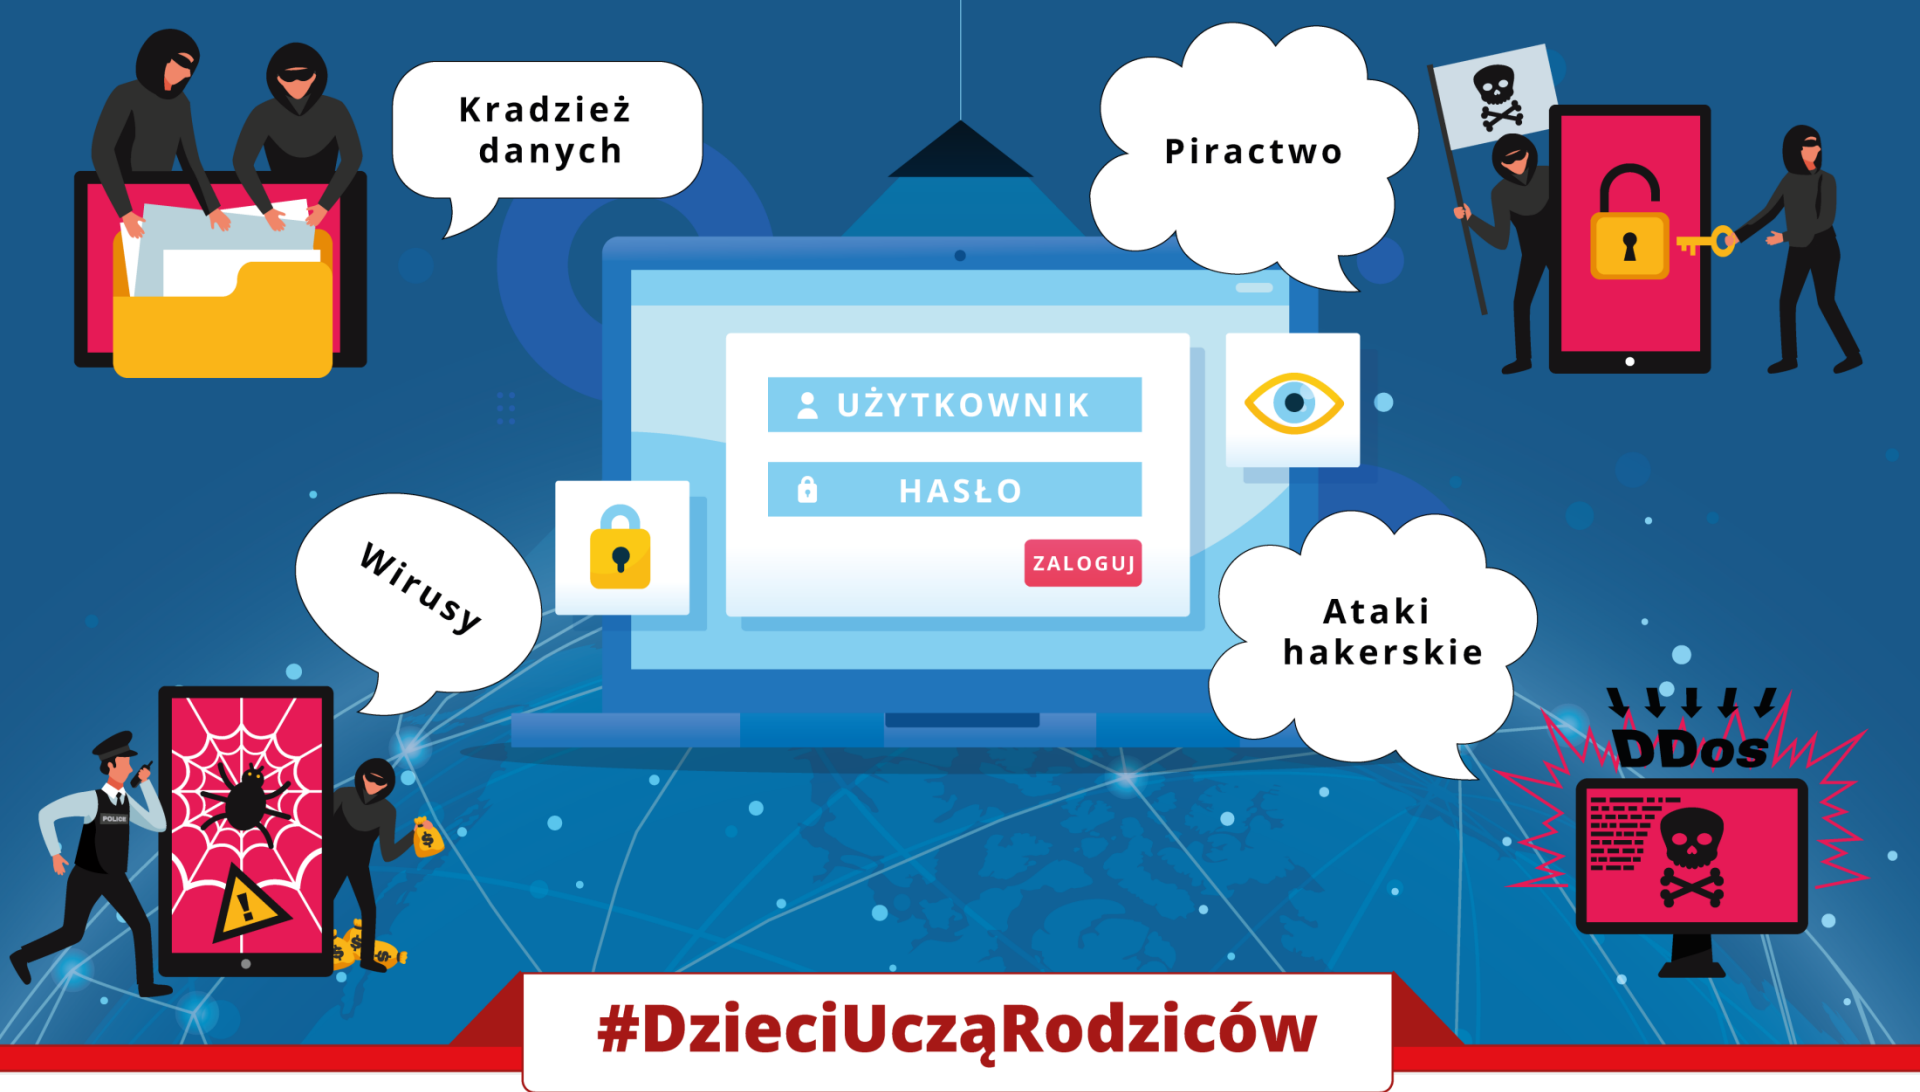 Kradzież
danych
Piractwo
UŻYTKOWNIK
HASŁO
ZALOGUJ
Wirusy
Ataki
hakerskie
DDos
POLICE
#DzieciUcząRodziców